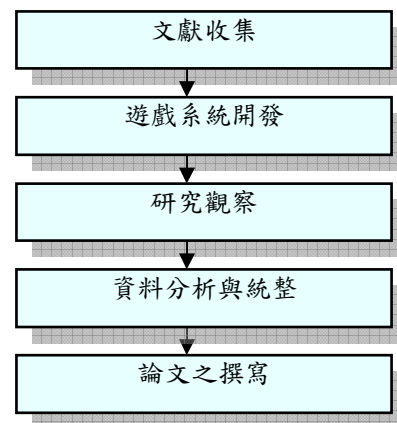 文獻收集
遊戲系統開發
研究觀察
資料分析與統整
論文之撰寫